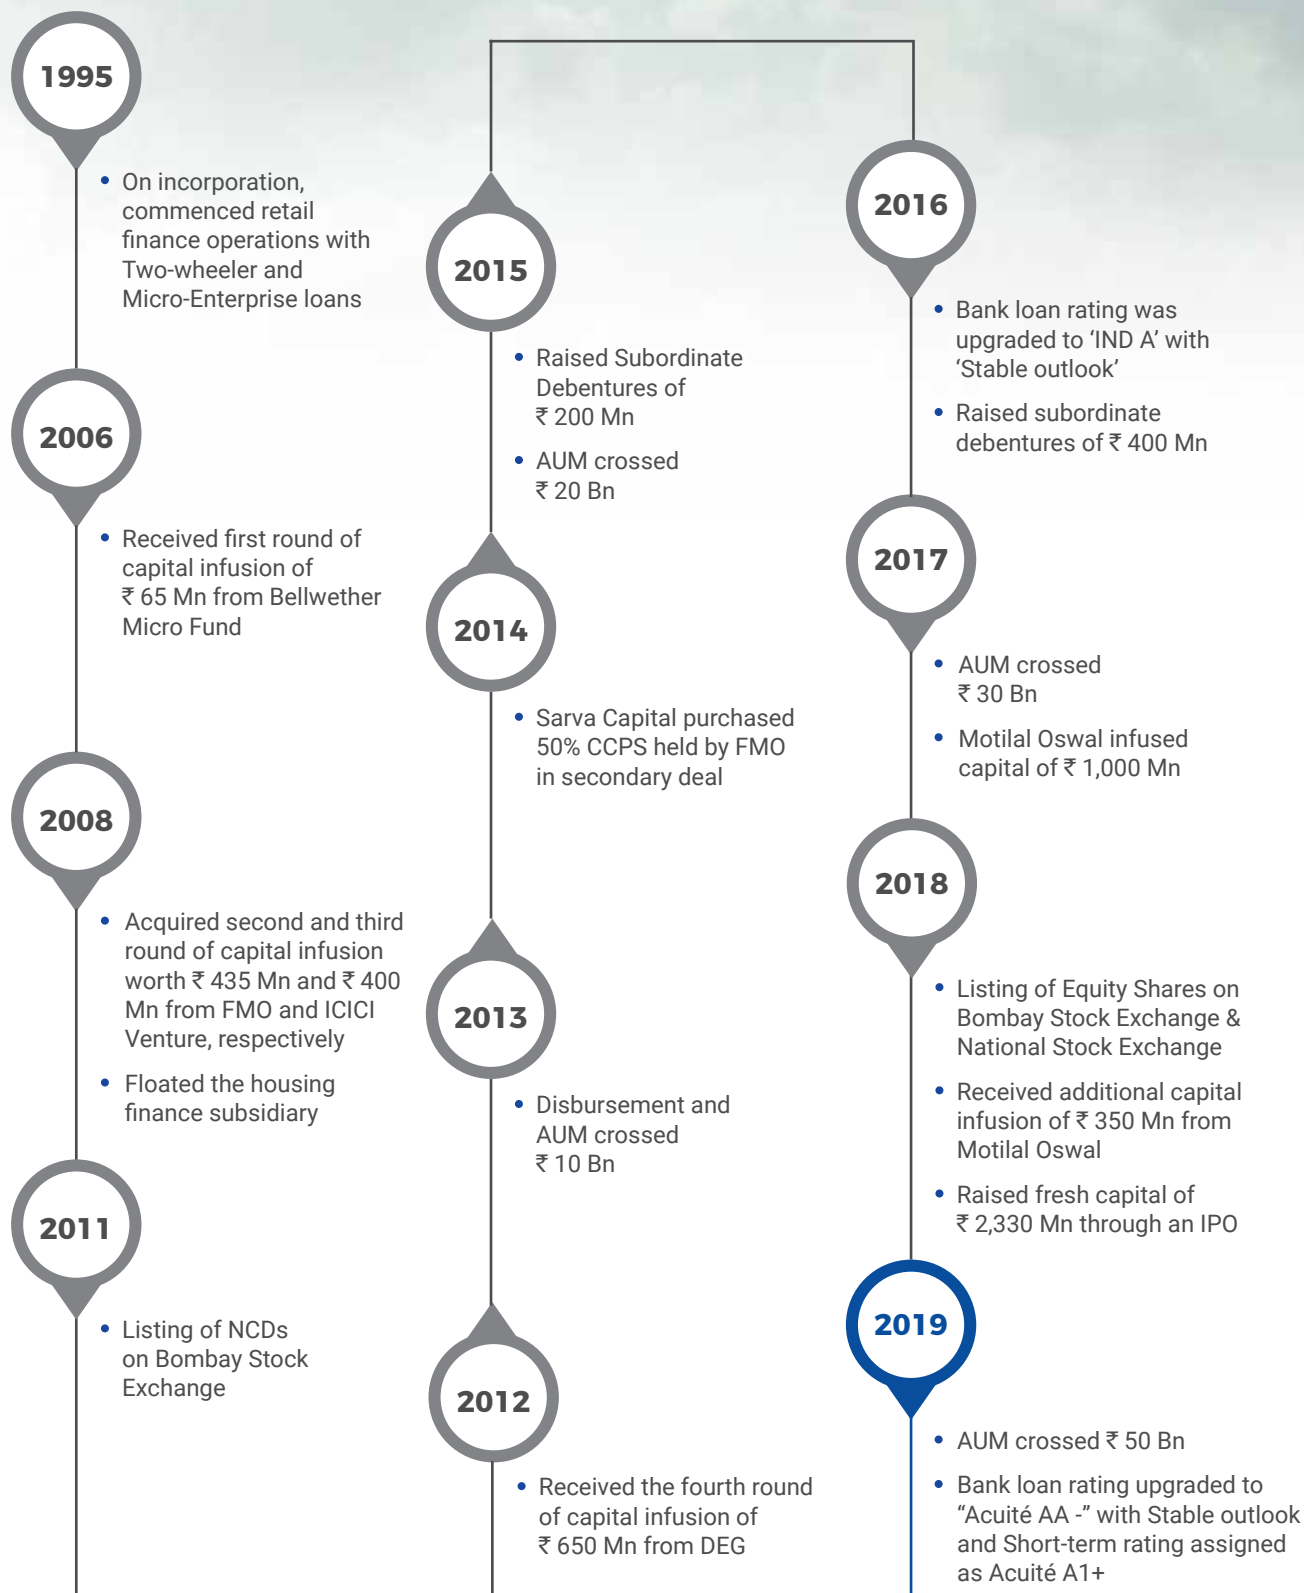 1995
• On incorporation,
commenced retail
finance operations with
Two-wheeler and
Micro-Enterprise loans
2006
• Received first round of
capital infusion of
₹ 65 Mn from Bellwether
Micro Fund
2008
• Acquired second and third
round of capital infusion
worth ₹ 435 Mn and ₹ 400
Mn from FMO and ICICI
Venture, respectively
• Floated the housing
finance subsidiary
2011
• Listing of NCDs
on Bombay Stock
Exchange
2012
• Received the fourth round
of capital infusion of
₹ 650 Mn from DEG
2013
• Disbursement and
AUM crossed
₹ 10 Bn
2014
• Sarva Capital purchased
50% CCPS held by FMO
in secondary deal
2015
• Raised Subordinate
Debentures of
₹ 200 Mn
• AUM crossed
₹ 20 Bn
2016
• Bank loan rating was
upgraded to ‘IND A’ with
‘Stable outlook’
• Raised subordinate
debentures of ₹ 400 Mn
2017
• AUM crossed
₹ 30 Bn
• Motilal Oswal infused
capital of ₹ 1,000 Mn
2018
• Listing of Equity Shares on
Bombay Stock Exchange &
National Stock Exchange
• Received additional capital
infusion of ₹ 350 Mn from
Motilal Oswal
• Raised fresh capital of
₹ 2,330 Mn through an IPO
2019
• AUM crossed ₹ 50 Bn
• Bank loan rating upgraded to
“Acuité AA -” with Stable outlook
and Short-term rating assigned
as Acuité A1+